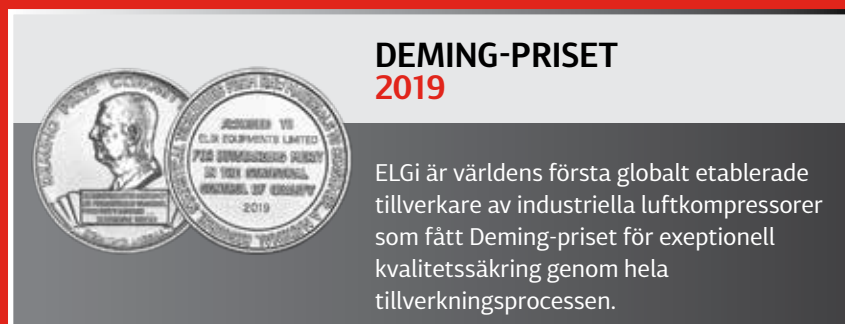 DEMING-PRISET
2019
ELGi är världens första globalt etablerade
tillverkare av industriella luftkompressorer
som fått Deming-priset för exeptionell
kvalitetssäkring genom hela
tillverkningsprocessen.
AWARDED TO
ELGI EQUIPMENTS LIMITED
FOR OUTSTANDING MERIT
IN THE
CONTROL OF QUALITY
2019